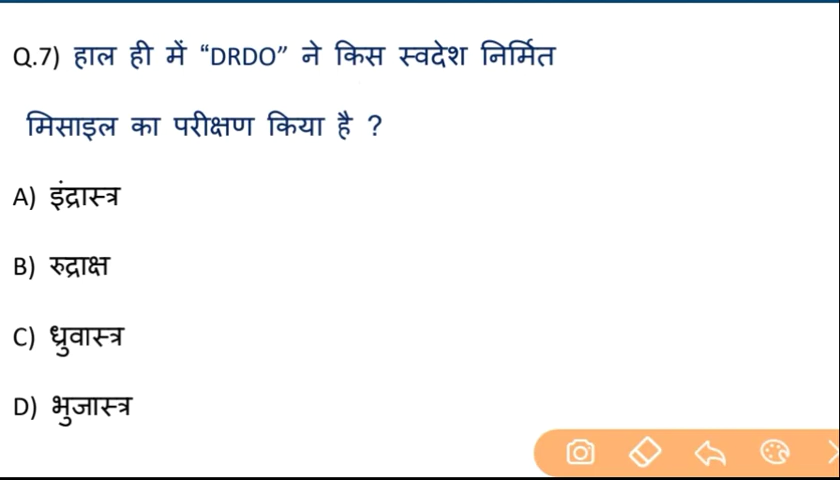 Q.7) हाल ही में “DRDO” ने किस स्वदेश निर्मित
मिसाइल का परीक्षण किया है ?
A) इंद्रास्त्र
B) रुद्राक्ष
C) ध्रुवास्त्र
D) भुजास्त्र